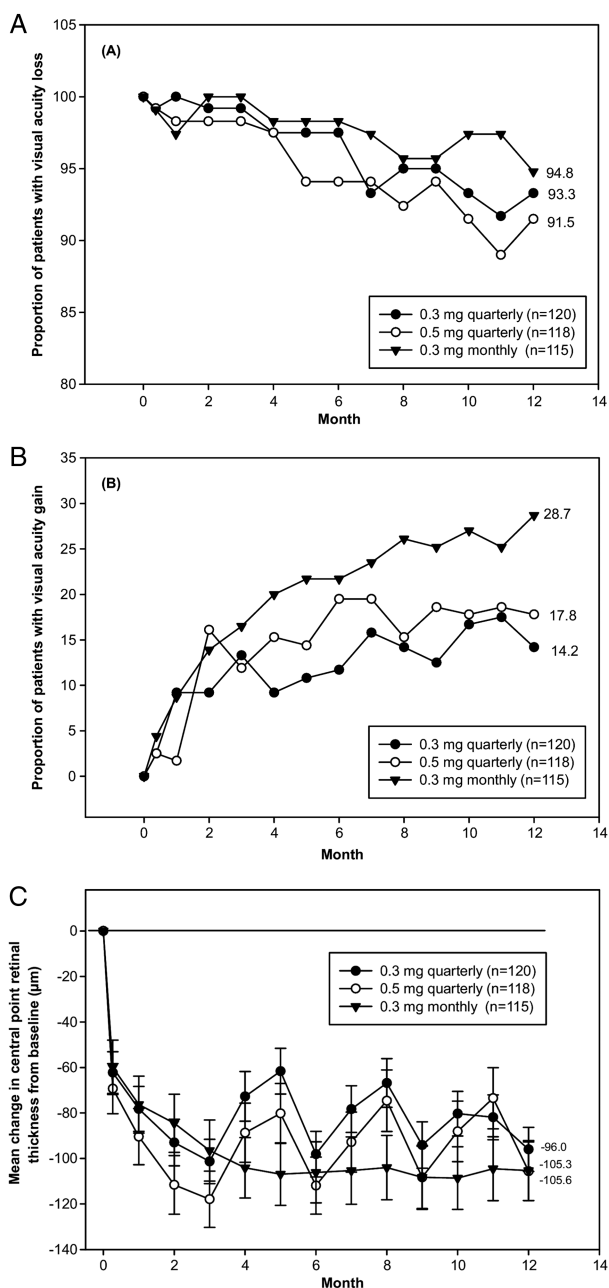 A
(A)
Proportion of patients with visual acuity loss
105
100
95
90
85
80
94.8
93.3
91.5
0.3 mg quarterly (n=120)
0.5 mg quarterly (n=118)
0.3 mg monthly (n=115)
0 2 4 6 8 10 12 14
Month
B
(B)
Proportion of patients with visual acuity gain
35
30
25
20
15
10
5
0
28.7
17.8
14.2
0.3 mg quarterly (n=120)
0.5 mg quarterly (n=118)
0.3 mg monthly (n=115)
0 2 4 6 8 10 12 14
Month
C
Mean change in central point retinal
thickness from baseline (µm)
0
-20
-40
-60
-80
-100
-120
-140
0.3 mg quarterly (n=120)
0.5 mg quarterly (n=118)
0.3 mg monthly (n=115)
-96.0
-105.3
-105.6
0 2 4 6 8 10 12 14
Month